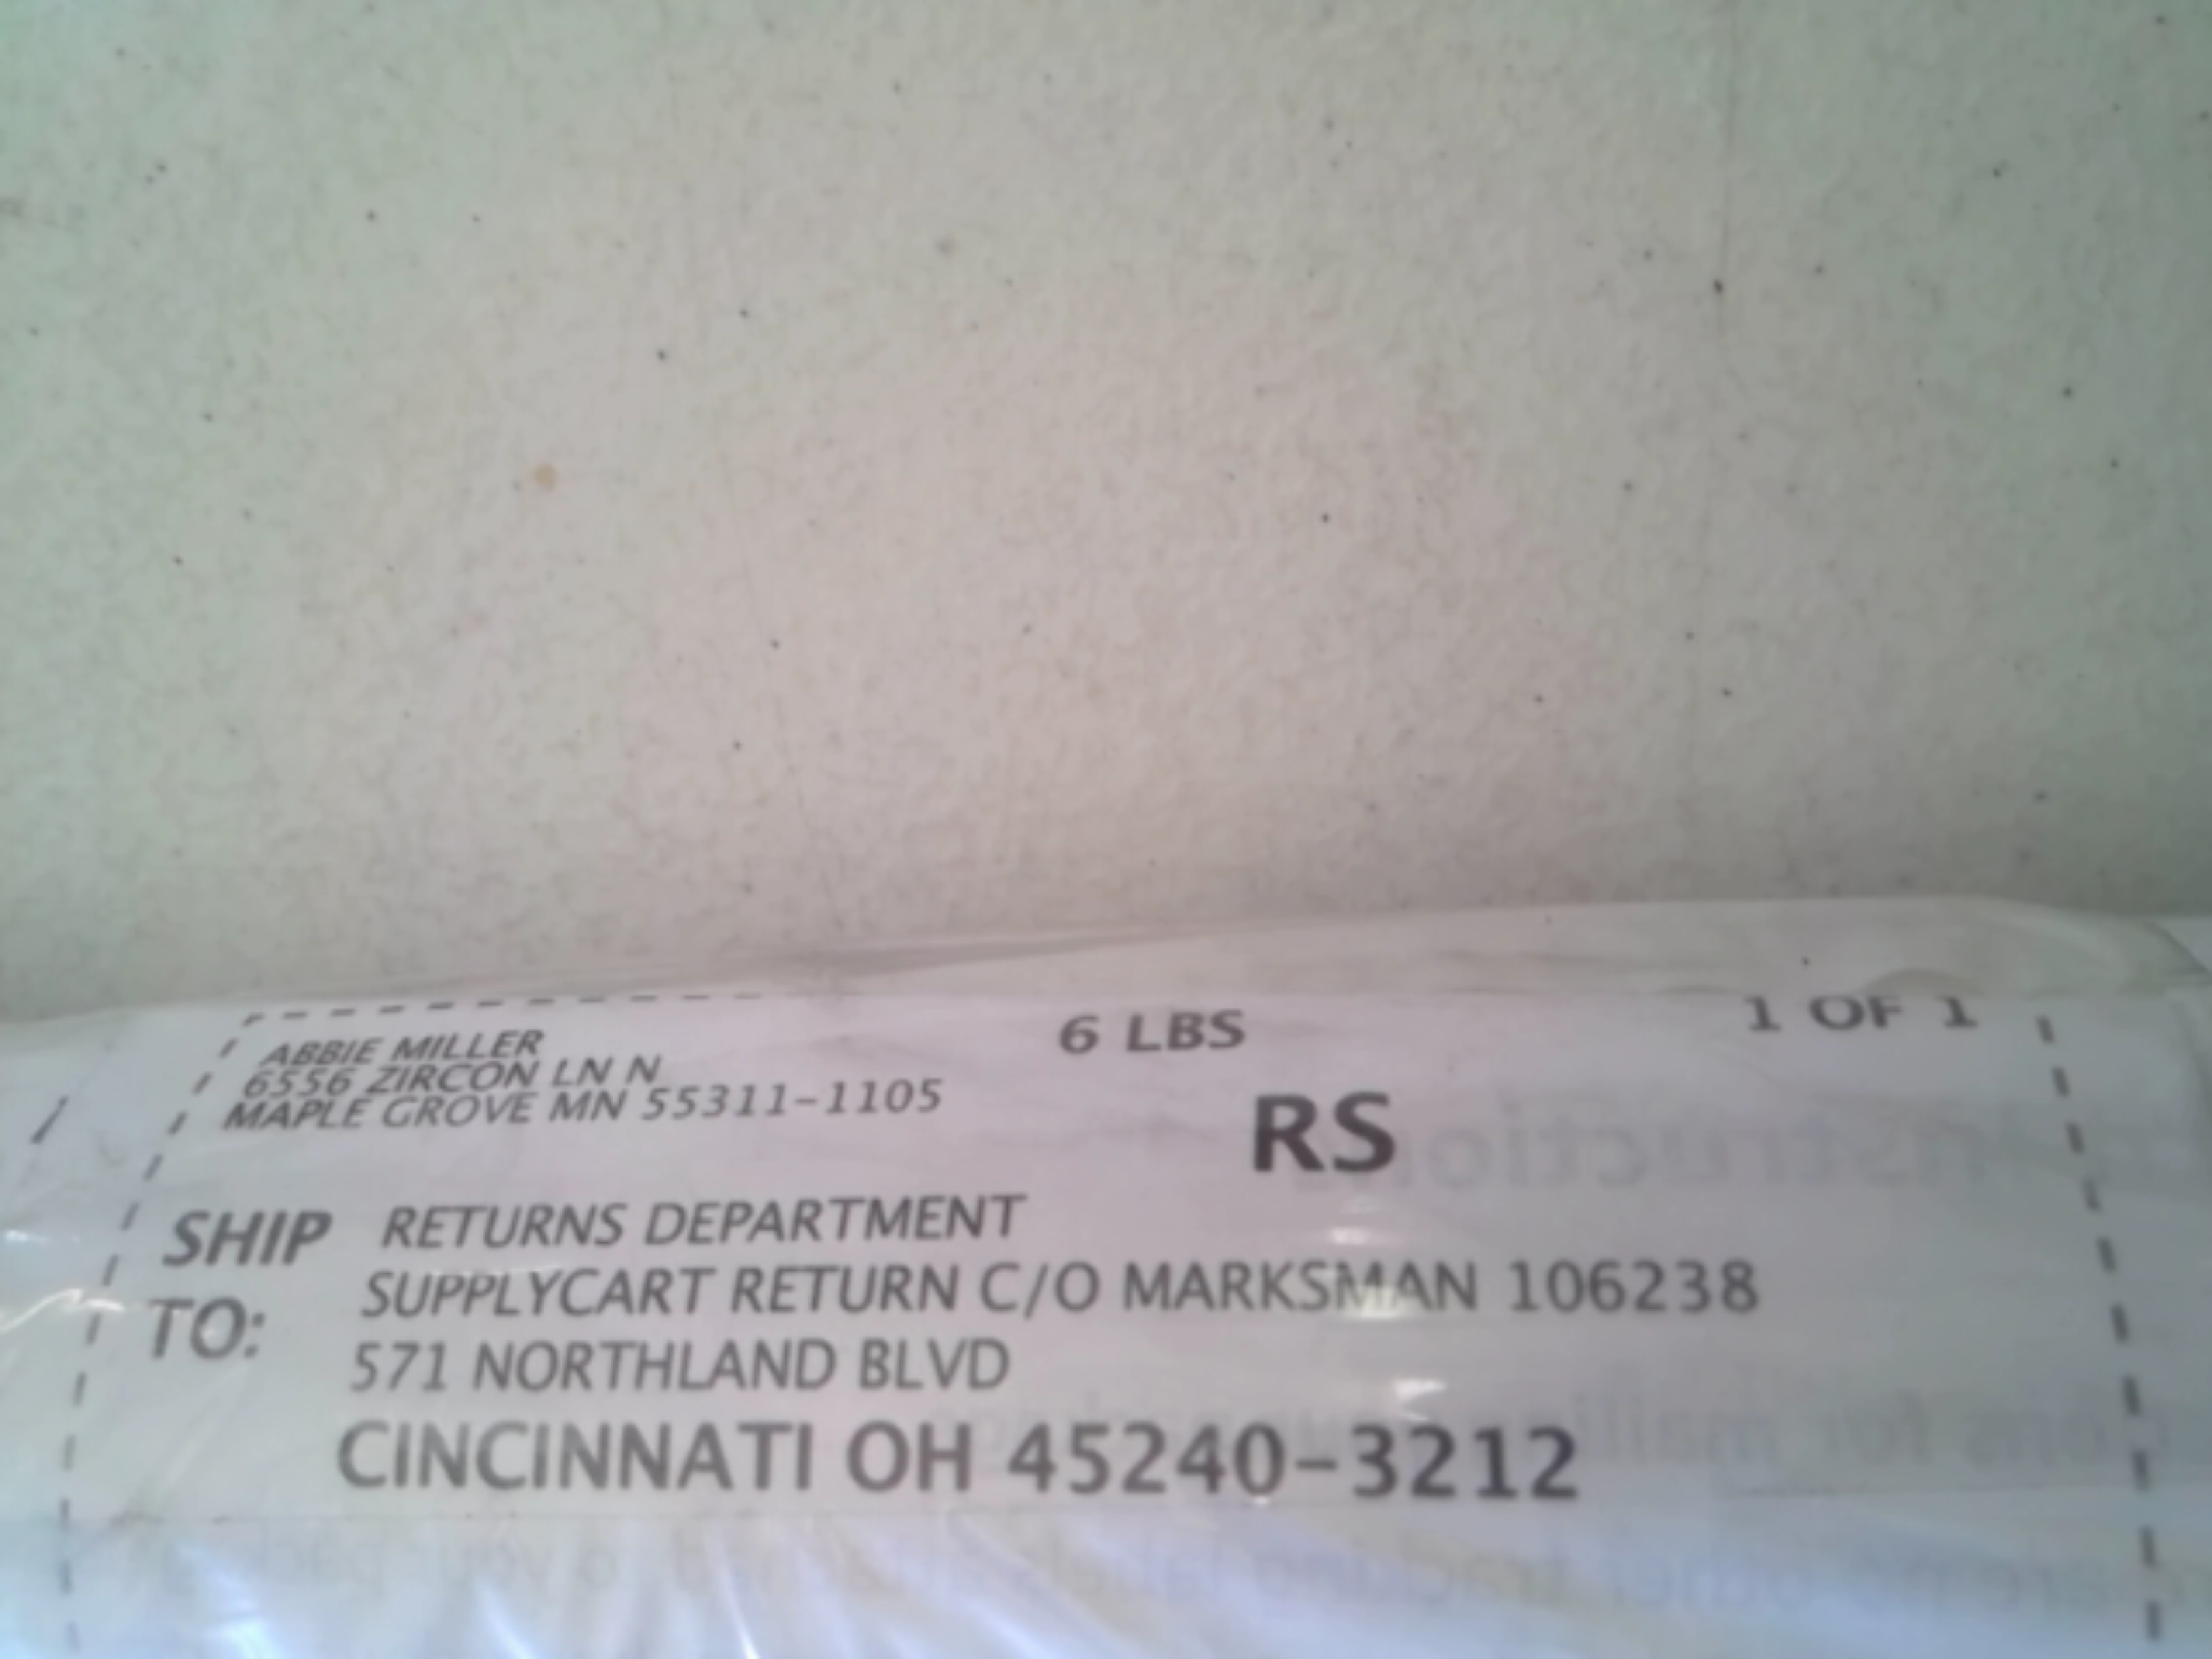 ABBIE MILLER
6556 ZIRCON LN N
MAPLE GROVE MN 55311-1105
6 LBS
1 OF 1
RS
SHIP TO:
RETURNS DEPARTMENT
SUPPLYCART RETURN C/O MARKSMAN 106238
571 NORTHLAND BLVD
CINCINNATI OH 45240-3212